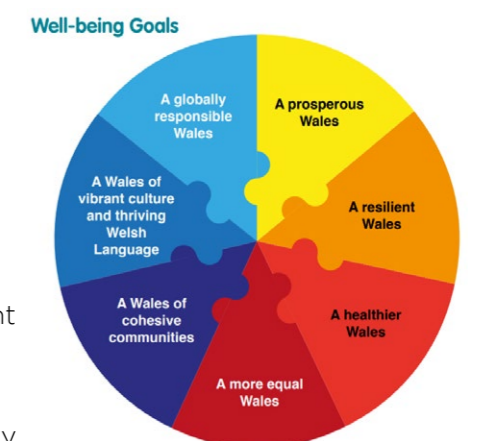 Well-being Goals
A globally
responsible
Wales
A prosperous
Wales
A Wales of
vibrant culture
and thriving
Welsh
Language
A resilient
Wales
A Wales of
cohesive
communities
A healthier
Wales
A more equal
Wales